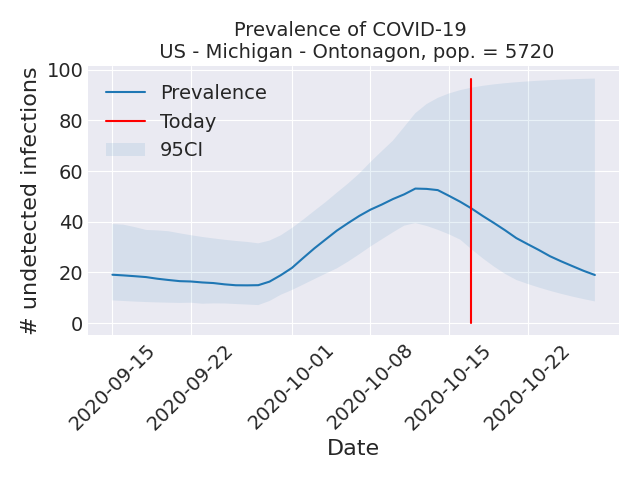 Prevalence of COVID-19
US - Michigan - Ontonagon, pop. = 5720
# undetected infections
100
80
60
40
20
0
Prevalence
Today
95CI
2020-09-15
2020-09-22
2020-10-01
2020-10-08
2020-10-15
2020-10-22
Date